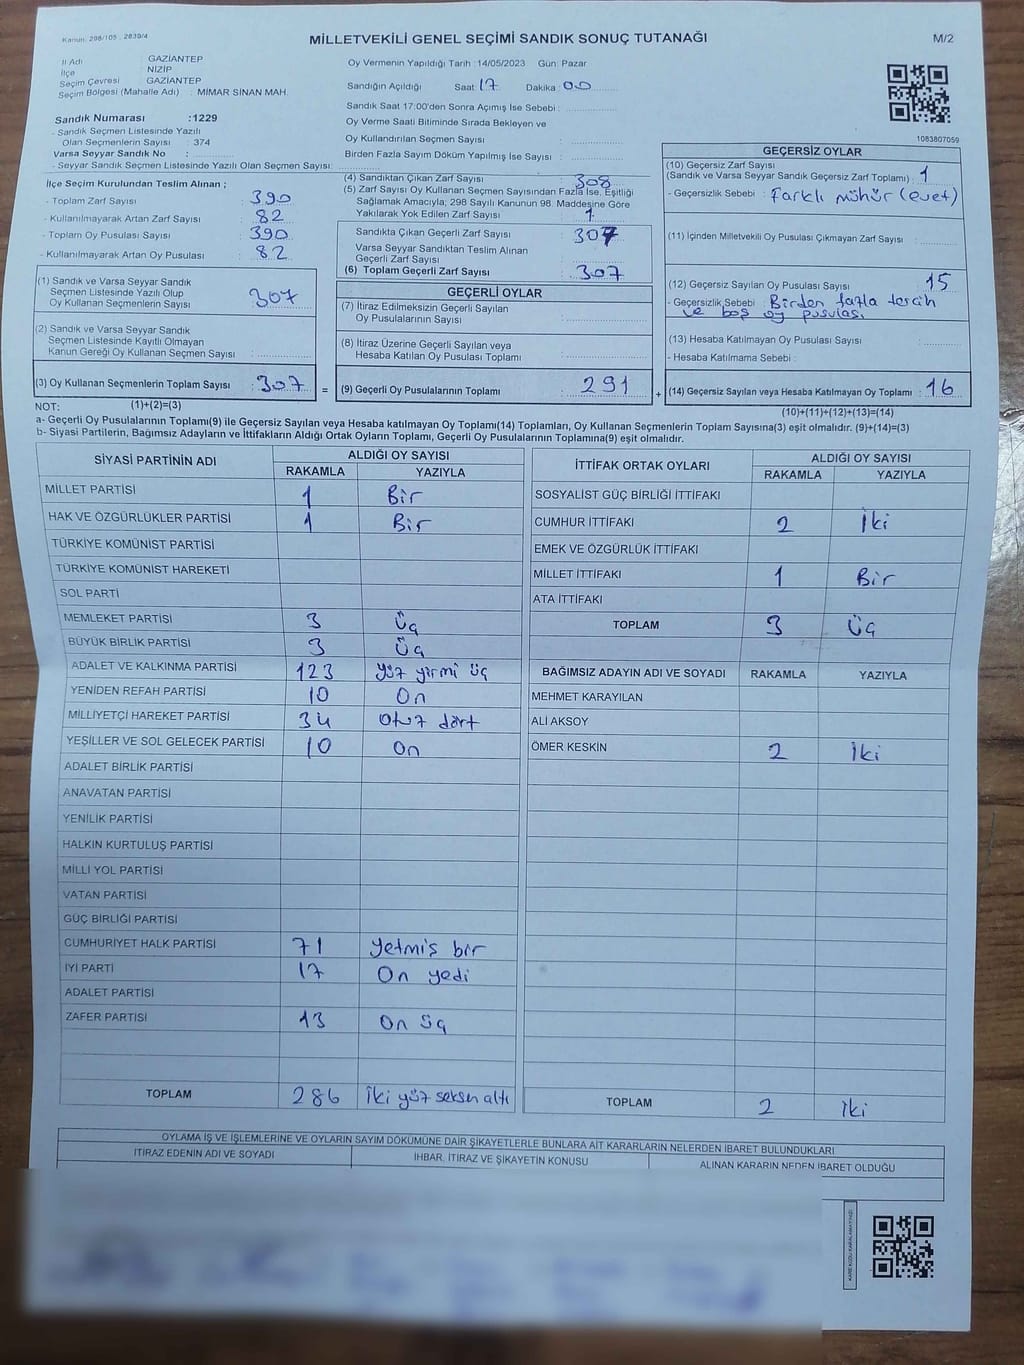 Kanun: 298/105 , 2839/4
MİLLETVEKİLİ GENEL SEÇİMİ SANDIK SONUÇ TUTANAĞI
M/2
İl Adı GAZİANTEP
İlçe NİZİP
Seçim Çevresi GAZİANTEP
Seçim Bölgesi (Mahalle Adı) : MİMAR SİNAN MAH.
Sandık Numarası :1229
- Sandık Seçmen Listesinde Yazılı
Olan Seçmenlerin Sayısı : 374
Varsa Seyyar Sandık No :
- Seyyar Sandık Seçmen Listesinde Yazılı Olan Seçmen Sayısı:
Oy Vermenin Yapıldığı Tarih : 14/05/2023 Gün: Pazar
Sandığın Açıldığı Saat 17 Dakika 00
Sandık Saat 17:00'den Sonra Açımış İse Sebebi :
Oy Verme Saati Bitiminde Sırada Bekleyen ve
Oy Kullandırılan Seçmen Sayısı :
Birden Fazla Sayım Döküm Yapılmış İse Sayısı :
1083807059
İlçe Seçim Kurulundan Teslim Alınan ;
- Toplam Zarf Sayısı : 390
- Kullanılmayarak Artan Zarf Sayısı : 82
- Toplam Oy Pusulası Sayısı : 390
- Kullanılmayarak Artan Oy Pusulası : 82
(1) Sandık ve Varsa Seyyar Sandık
Seçmen Listesinde Yazılı Olup
Oy Kullanan Seçmenlerin Sayısı : 307
(2) Sandık ve Varsa Seyyar Sandık
Seçmen Listesinde Kayıtlı Olmayan
Kanun Gereği Oy Kullanan Seçmen Sayısı :
(3) Oy Kullanan Seçmenlerin Toplam Sayısı : 307 =
(1)+(2)=(3)
(4) Sandıktan Çıkan Zarf Sayısı : 308
(5) Zarf Sayısı Oy Kullanan Seçmen Sayısından Fazla İse, Eşitliği
Sağlamak Amacıyla, 298 Sayılı Kanunun 98. Maddesine Göre
Yakılarak Yok Edilen Zarf Sayısı : 1
Sandıkta Çıkan Geçerli Zarf Sayısı : 307
Varsa Seyyar Sandıktan Teslim Alınan
Geçerli Zarf Sayısı :
(6) Toplam Geçerli Zarf Sayısı : 307
GEÇERLİ OYLAR
(7) İtiraz Edilmeksizin Geçerli Sayılan
Oy Pusulalarının Sayısı :
(8) İtiraz Üzerine Geçerli Sayılan veya
Hesaba Katılan Oy Pusulası Toplamı :
(9) Geçerli Oy Pusulalarının Toplamı : 291 +
GEÇERSİZ OYLAR
(10) Geçersiz Zarf Sayısı
(Sandık ve Varsa Seyyar Sandık Geçersiz Zarf Toplamı) : 1
- Geçersizlik Sebebi : Farklı mühür (evet)
(11) İçinden Milletvekili Oy Pusulası Çıkmayan Zarf Sayısı :
(12) Geçersiz Sayılan Oy Pusulası Sayısı : 15
- Geçersizlik Sebebi : Birden fazla tercih
ve boş oy pusulası
(13) Hesaba Katılmayan Oy Pusulası Sayısı :
- Hesaba Katılmama Sebebi :
(14) Geçersiz Sayılan veya Hesaba Katılmayan Oy Toplamı : 16
(10)+(11)+(12)+(13)=(14)
NOT:
a- Geçerli Oy Pusulalarının Toplamı(9) ile Geçersiz Sayılan veya Hesaba katılmayan Oy Toplamı(14) Toplamları, Oy Kullanan Seçmenlerin Toplam Sayısına(3) eşit olmalıdır. (9)+(14)=(3)
b- Siyasi Partilerin, Bağımsız Adayların ve İttifakların Aldığı Ortak Oyların Toplamı, Geçerli Oy Pusulalarının Toplamına(9) eşit olmalıdır.
SİYASİ PARTİNİN ADI ALDIĞI OY SAYISI
RAKAMLA YAZIYLA
MİLLET PARTİSİ 1 Bir
HAK VE ÖZGÜRLÜKLER PARTİSİ 1 Bir
TÜRKİYE KOMÜNİST PARTİSİ
TÜRKİYE KOMÜNİST HAREKETİ
SOL PARTİ
MEMLEKET PARTİSİ 3 Üç
BÜYÜK BİRLİK PARTİSİ 3 Üç
ADALET VE KALKINMA PARTİSİ 123 yüz yirmi üç
YENİDEN REFAH PARTİSİ 10 On
MİLLİYETÇİ HAREKET PARTİSİ 34 Otuz dört
YEŞİLLER VE SOL GELECEK PARTİSİ 10 On
ADALET BİRLİK PARTİSİ
ANAVATAN PARTİSİ
YENİLİK PARTİSİ
HALKIN KURTULUŞ PARTİSİ
MİLLİ YOL PARTİSİ
VATAN PARTİSİ
GÜÇ BİRLİĞİ PARTİSİ
CUMHURİYET HALK PARTİSİ 71 Yetmiş bir
İYİ PARTİ 17 On yedi
ADALET PARTİSİ
ZAFER PARTİSİ 13 On üç
TOPLAM 286 İki yüz seksen altı
İTTİFAK ORTAK OYLARI ALDIĞI OY SAYISI
RAKAMLA YAZIYLA
SOSYALİST GÜÇ BİRLİĞİ İTTİFAKI
CUMHUR İTTİFAKI 2 İki
EMEK VE ÖZGÜRLÜK İTTİFAKI
MİLLET İTTİFAKI 1 Bir
ATA İTTİFAKI
TOPLAM 3 Üç
BAĞIMSIZ ADAYIN ADI VE SOYADI RAKAMLA YAZIYLA
MEHMET KARAYILAN
ALİ AKSOY
ÖMER KESKİN 2 İki
TOPLAM 2 İki
OYLAMA İŞ VE İŞLEMLERİNE VE OYLARIN SAYIM DÖKÜMÜNE DAİR ŞİKAYETLERLE BUNLARA AİT KARARLARIN NELERDEN İBARET BULUNDUKLARI
İTİRAZ EDENİN ADI VE SOYADI İHBAR, İTİRAZ VE ŞİKAYETİN KONUSU ALINAN KARARIN NEDEN İBARET OLDUĞU
KARE KODU KARALAMAYINIZ!